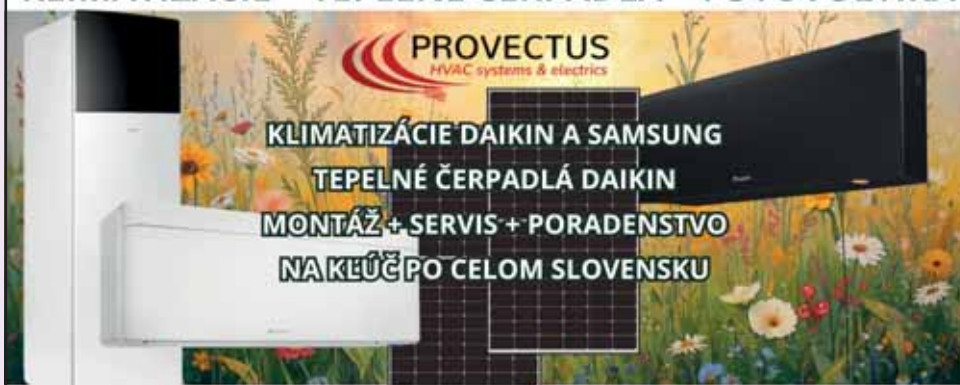 PROVECTUS
HVAC systems & electrics
KLIMATIZÁCIE DAIKIN A SAMSUNG
TEPELNÉ ČERPADLÁ DAIKIN
MONTÁŽ + SERVIS + PORADENSTVO
NA KĽÚČ PO CELOM SLOVENSKU